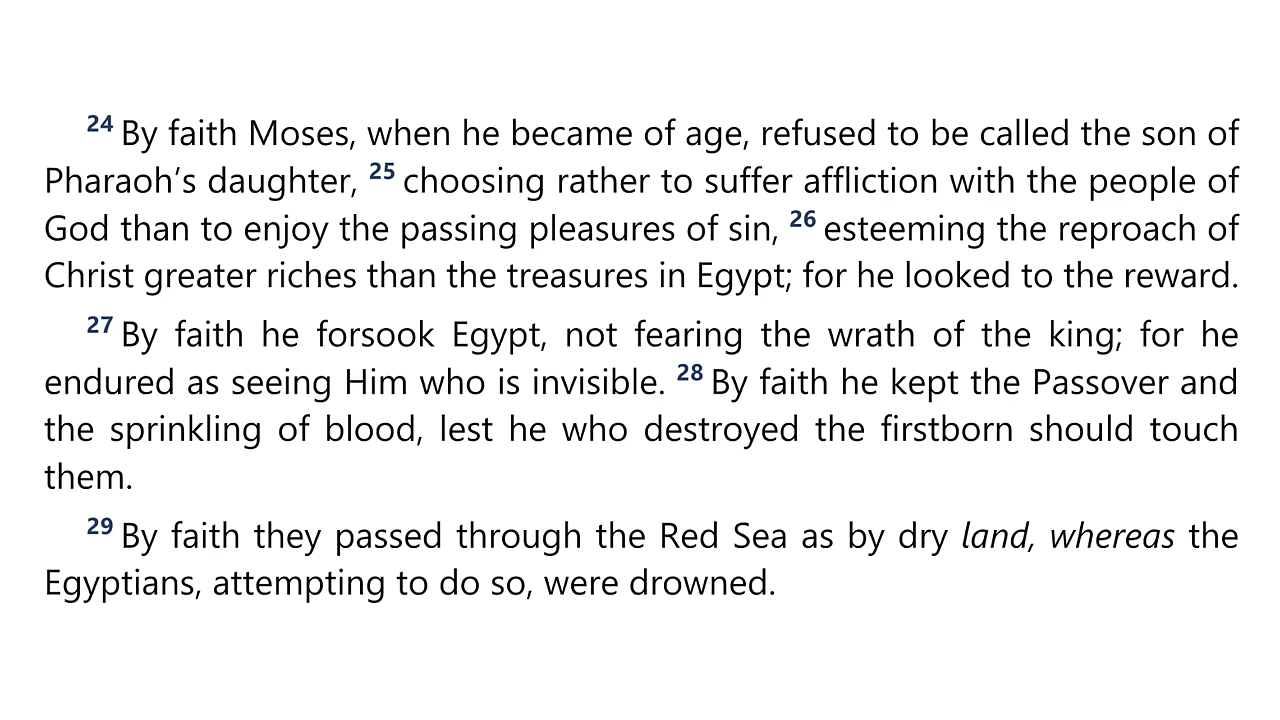 24 By faith Moses, when he became of age, refused to be called the son of
Pharaoh’s daughter, 25 choosing rather to suffer affliction with the people of
God than to enjoy the passing pleasures of sin, 26 esteeming the reproach of
Christ greater riches than the treasures in Egypt; for he looked to the reward.
27 By faith he forsook Egypt, not fearing the wrath of the king; for he
endured as seeing Him who is invisible. 28 By faith he kept the Passover and
the sprinkling of blood, lest he who destroyed the firstborn should touch
them.
29 By faith they passed through the Red Sea as by dry land, whereas the
Egyptians, attempting to do so, were drowned.